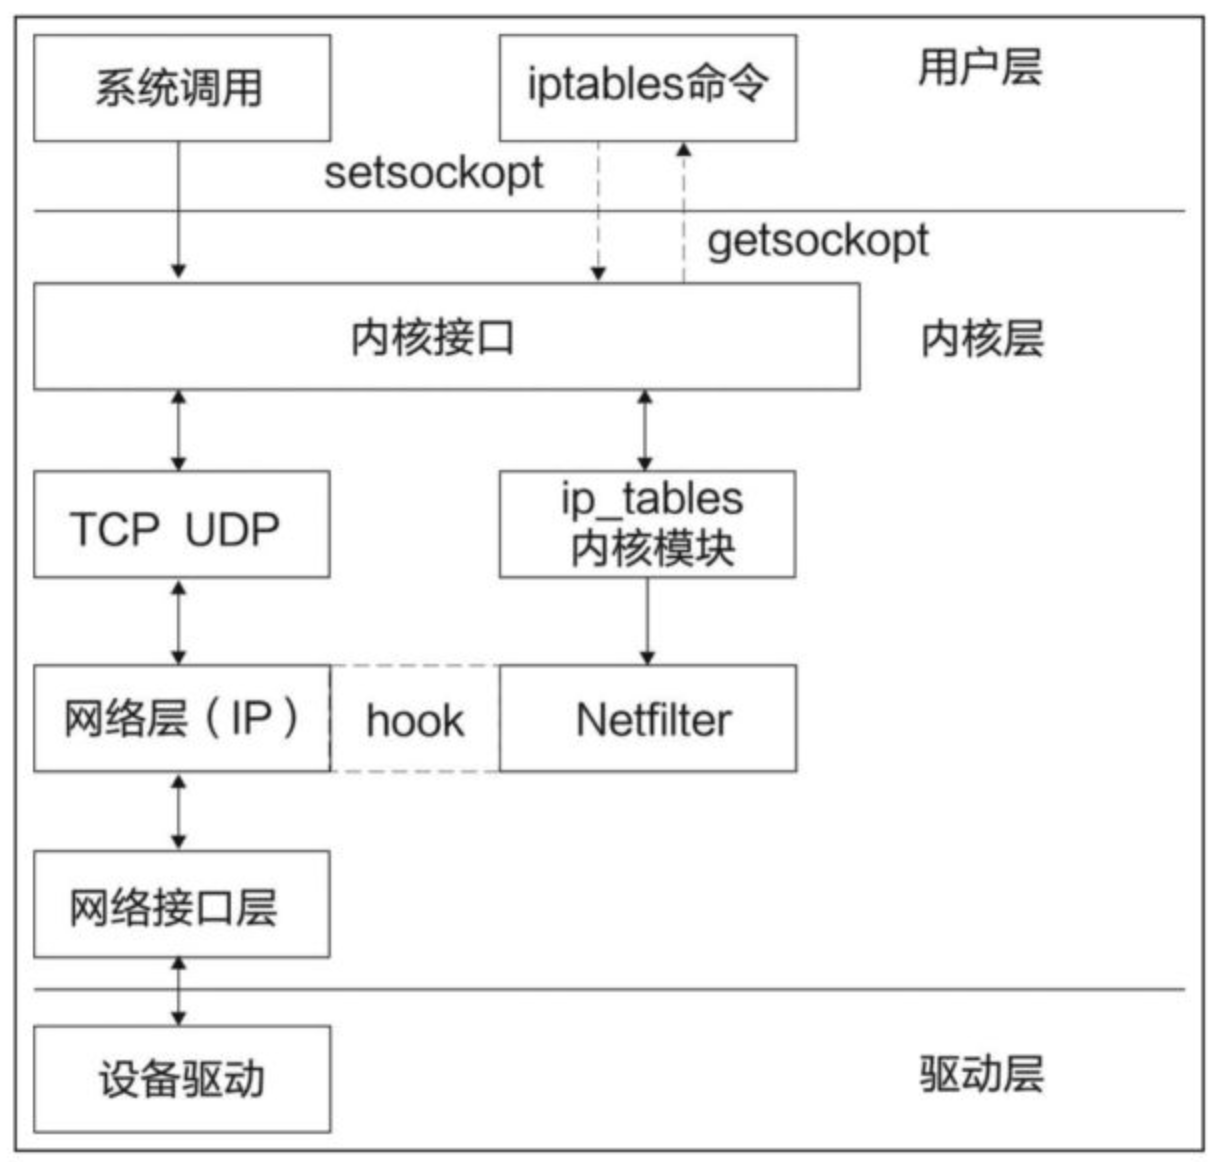 系统调用
iptables命令
用户层
setsockopt
getsockopt
内核接口
内核层
TCP UDP
ip_tables
内核模块
网络层（IP）
hook
Netfilter
网络接口层
设备驱动
驱动层